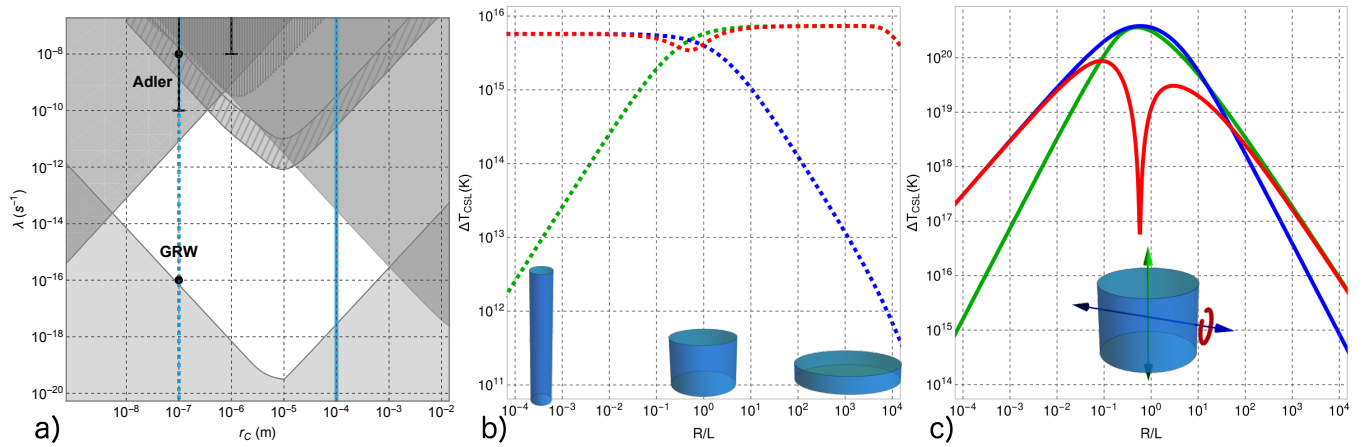 10⁻⁸
10⁻¹⁰
10⁻¹²
10⁻¹⁴
10⁻¹⁶
10⁻¹⁸
10⁻²⁰
λ (s⁻¹)
Adler
GRW
10⁻⁸ 10⁻⁷ 10⁻⁶ 10⁻⁵ 10⁻⁴ 10⁻³ 10⁻²
r_C (m)
a)
10¹⁶
10¹⁵
10¹⁴
10¹³
10¹²
10¹¹
ΔT_CSL(K)
10⁻⁴ 10⁻³ 10⁻² 10⁻¹ 10⁰ 10¹ 10² 10³ 10⁴
R/L
b)
10²⁰
10¹⁹
10¹⁸
10¹⁷
10¹⁶
10¹⁵
10¹⁴
ΔT_CSL(K)
10⁻⁴ 10⁻³ 10⁻² 10⁻¹ 10⁰ 10¹ 10² 10³ 10⁴
R/L
c)